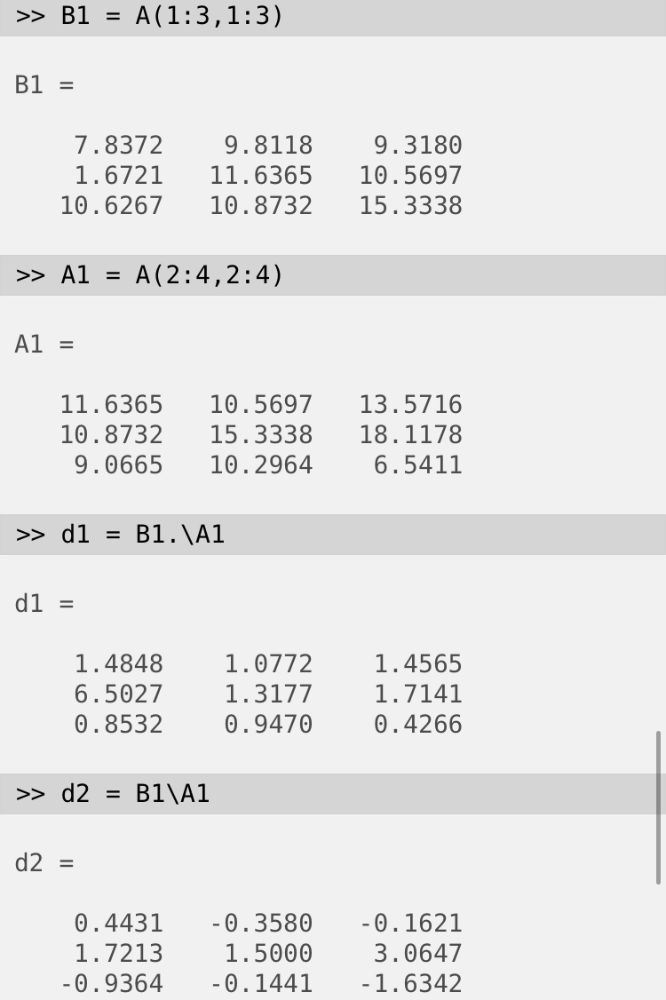 >> B1 = A(1:3,1:3)
B1 =
7.8372 9.8118 9.3180
1.6721 11.6365 10.5697
10.6267 10.8732 15.3338
>> A1 = A(2:4,2:4)
A1 =
11.6365 10.5697 13.5716
10.8732 15.3338 18.1178
9.0665 10.2964 6.5411
>> d1 = B1.\A1
d1 =
1.4848 1.0772 1.4565
6.5027 1.3177 1.7141
0.8532 0.9470 0.4266
>> d2 = B1\A1
d2 =
0.4431 -0.3580 -0.1621
1.7213 1.5000 3.0647
-0.9364 -0.1441 -1.6342